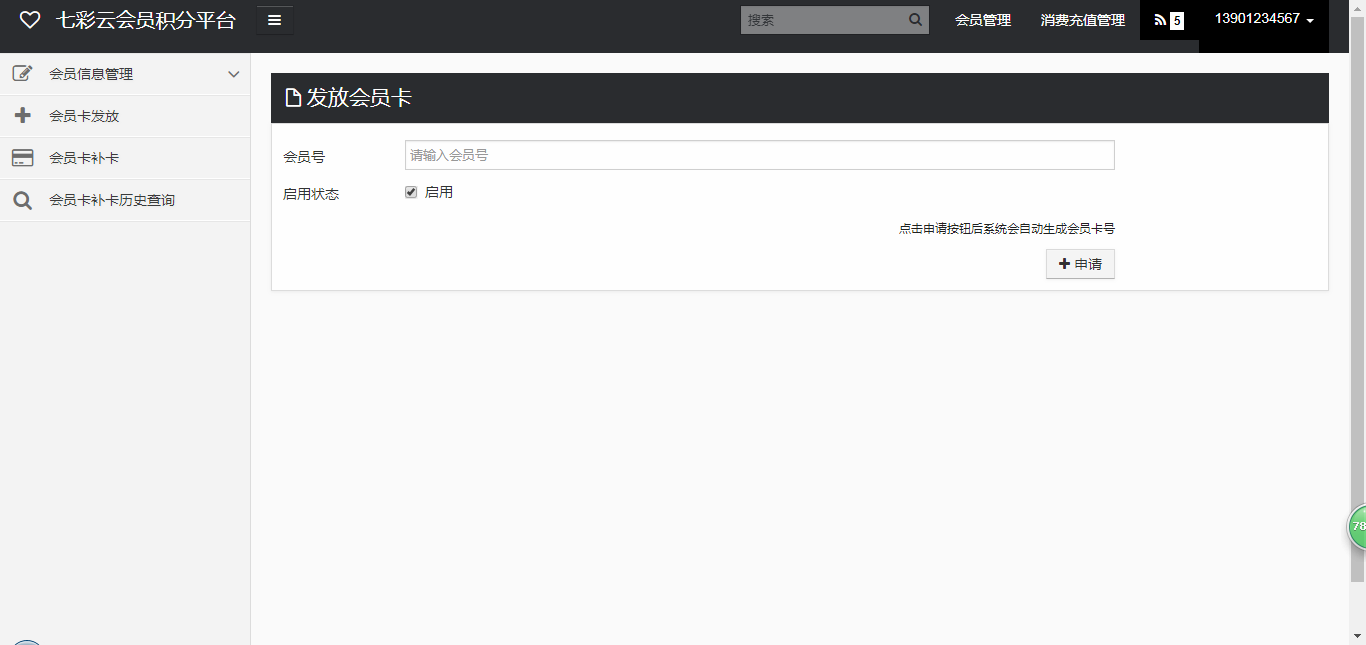 七彩云会员积分平台
搜索
会员管理
消费充值管理
5
13901234567
会员信息管理
会员卡发放
会员卡补卡
会员卡补卡历史查询
发放会员卡
会员号
请输入会员号
启用状态
启用
点击申请按钮后系统会自动生成会员卡号
申请
78